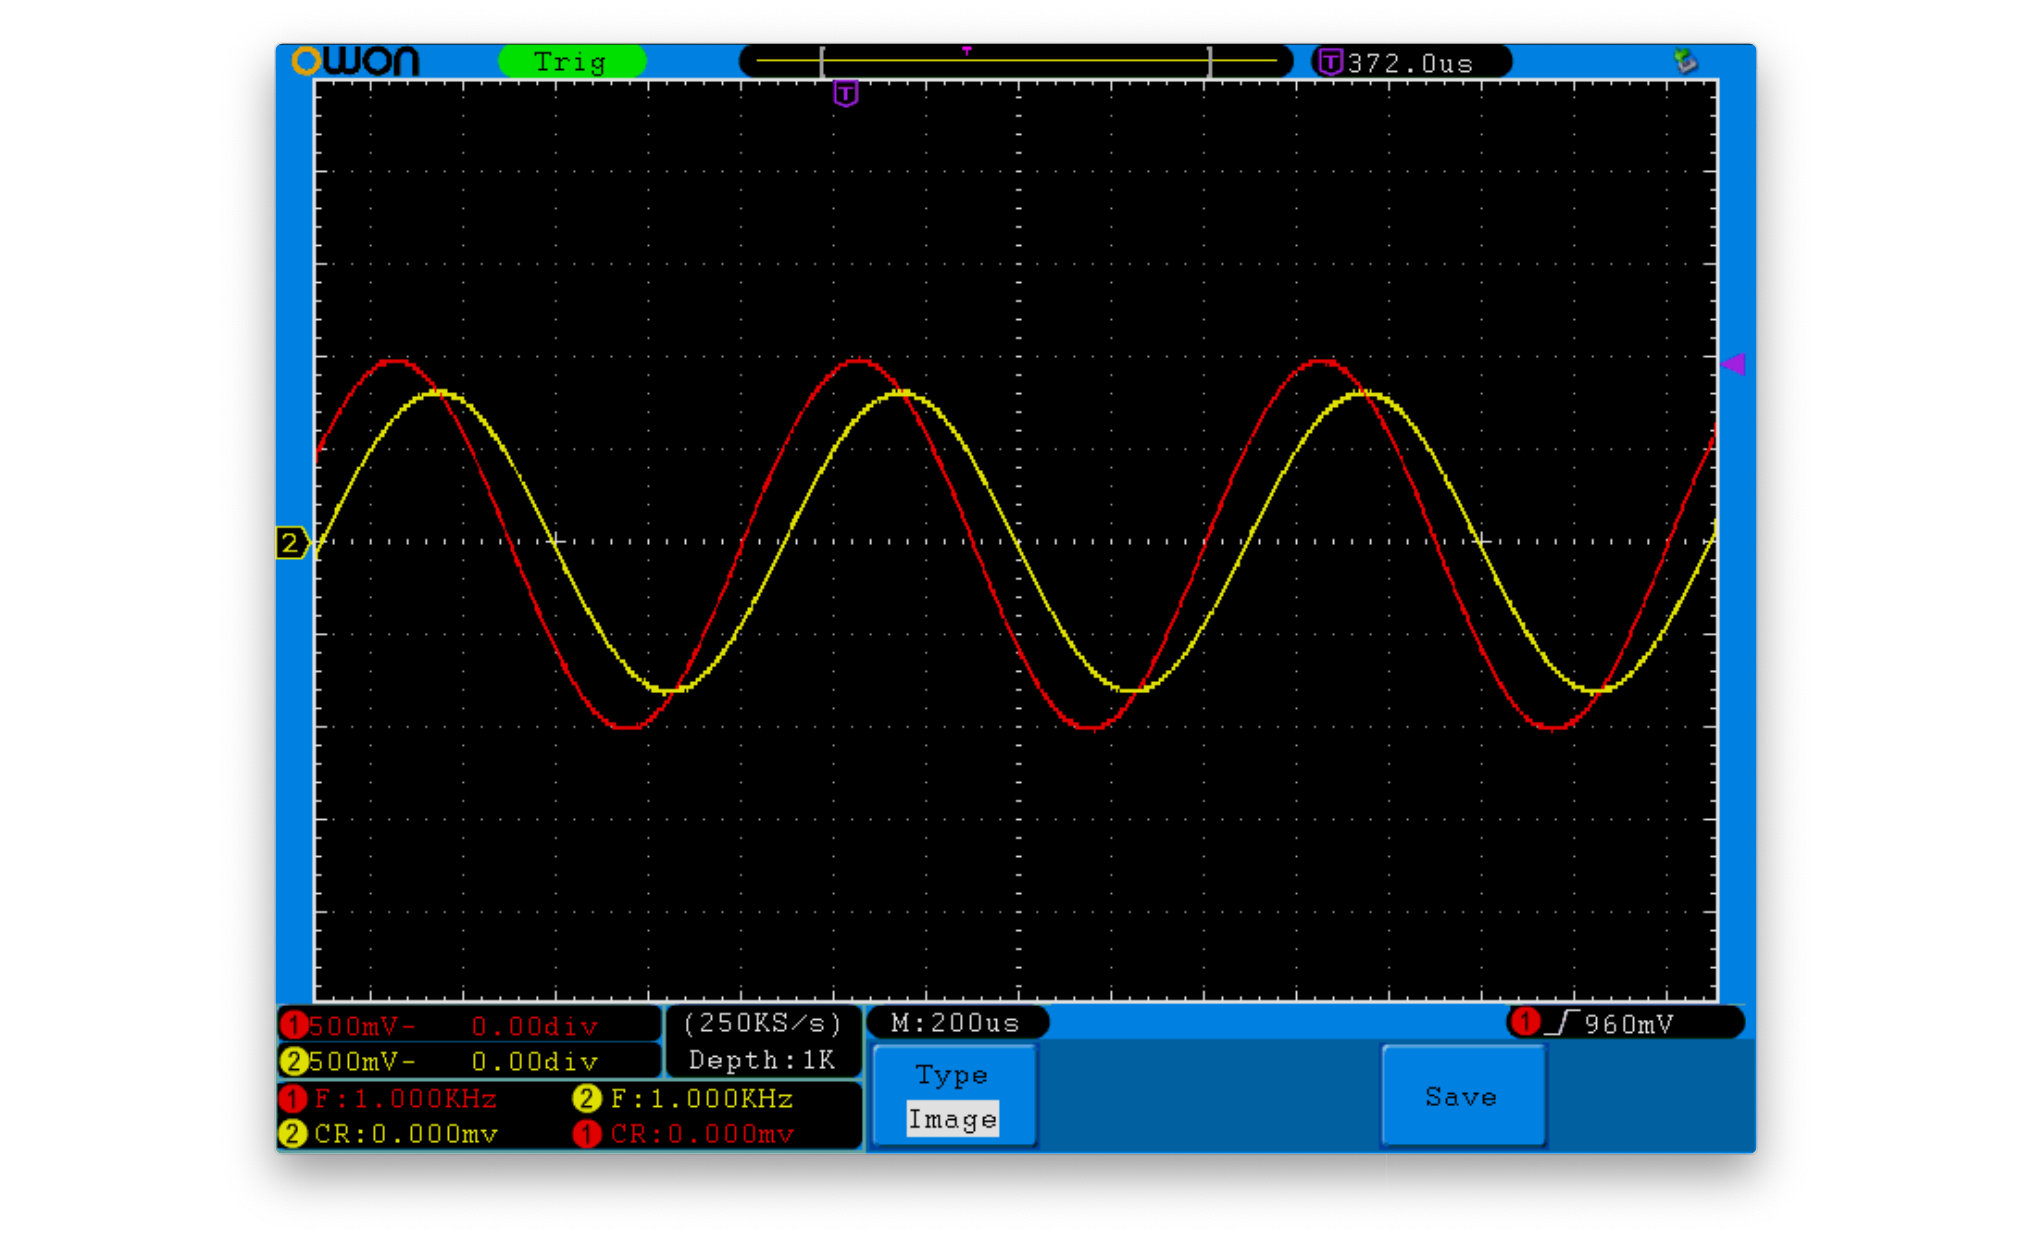 owon Trig T 372.0us
T
2
1 500mV- 0.00div
2 500mV- 0.00div
(250KS/s)
Depth:1K
M:200us
1 960mV
1 F:1.000KHz 2 F:1.000KHz
2 CR:0.000mv 1 CR:0.000mv
Type
Image
Save